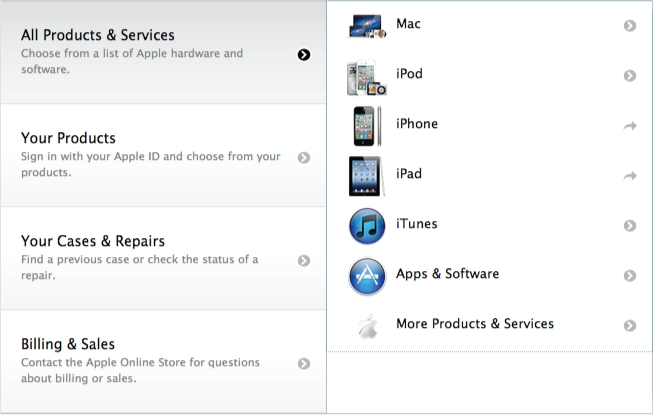 All Products & Services
Choose from a list of Apple hardware and
software.
Your Products
Sign in with your Apple ID and choose from your
products.
Your Cases & Repairs
Find a previous case or check the status of a
repair.
Billing & Sales
Contact the Apple Online Store for questions
about billing or sales.
Mac
iPod
iPhone
iPad
iTunes
Apps & Software
More Products & Services